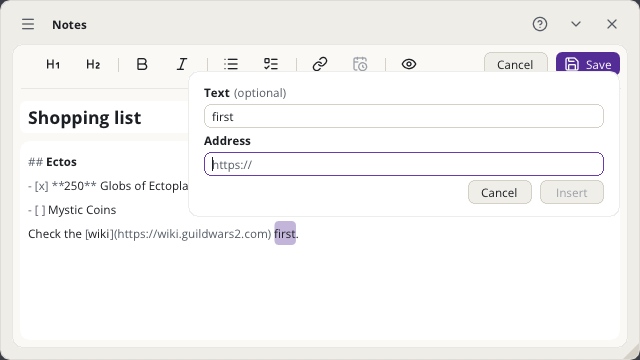 Notes
H1 H2 B I Cancel Save
Text (optional)
first
Address
https://
Cancel Insert
Shopping list
## Ectos
- [x] **250** Globs of Ectopla
- [ ] Mystic Coins
Check the [wiki](https://wiki.guildwars2.com) first.